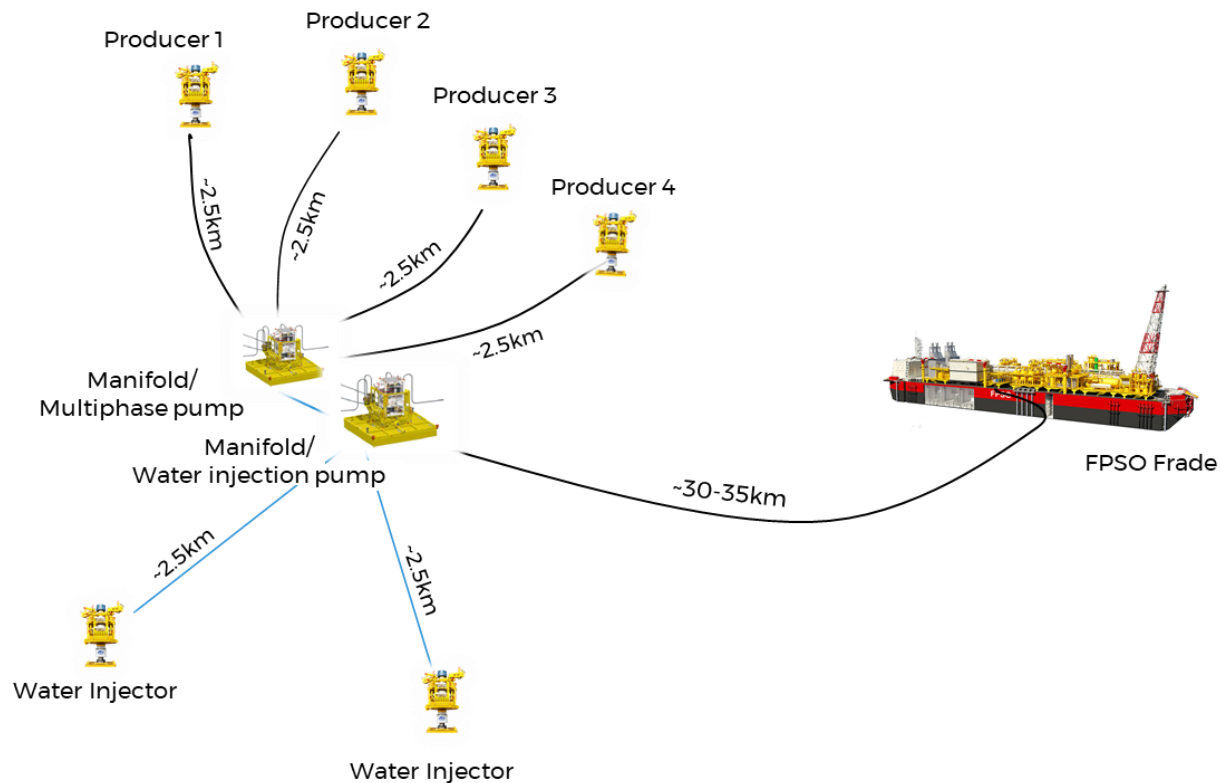 Producer 1
Producer 2
Producer 3
Producer 4
~2.5km
~2.5km
~2.5km
~2.5km
Manifold/
Multiphase pump
Manifold/
Water injection pump
~30-35km
FPSO Frade
~2.5km
~2.5km
Water Injector
Water Injector